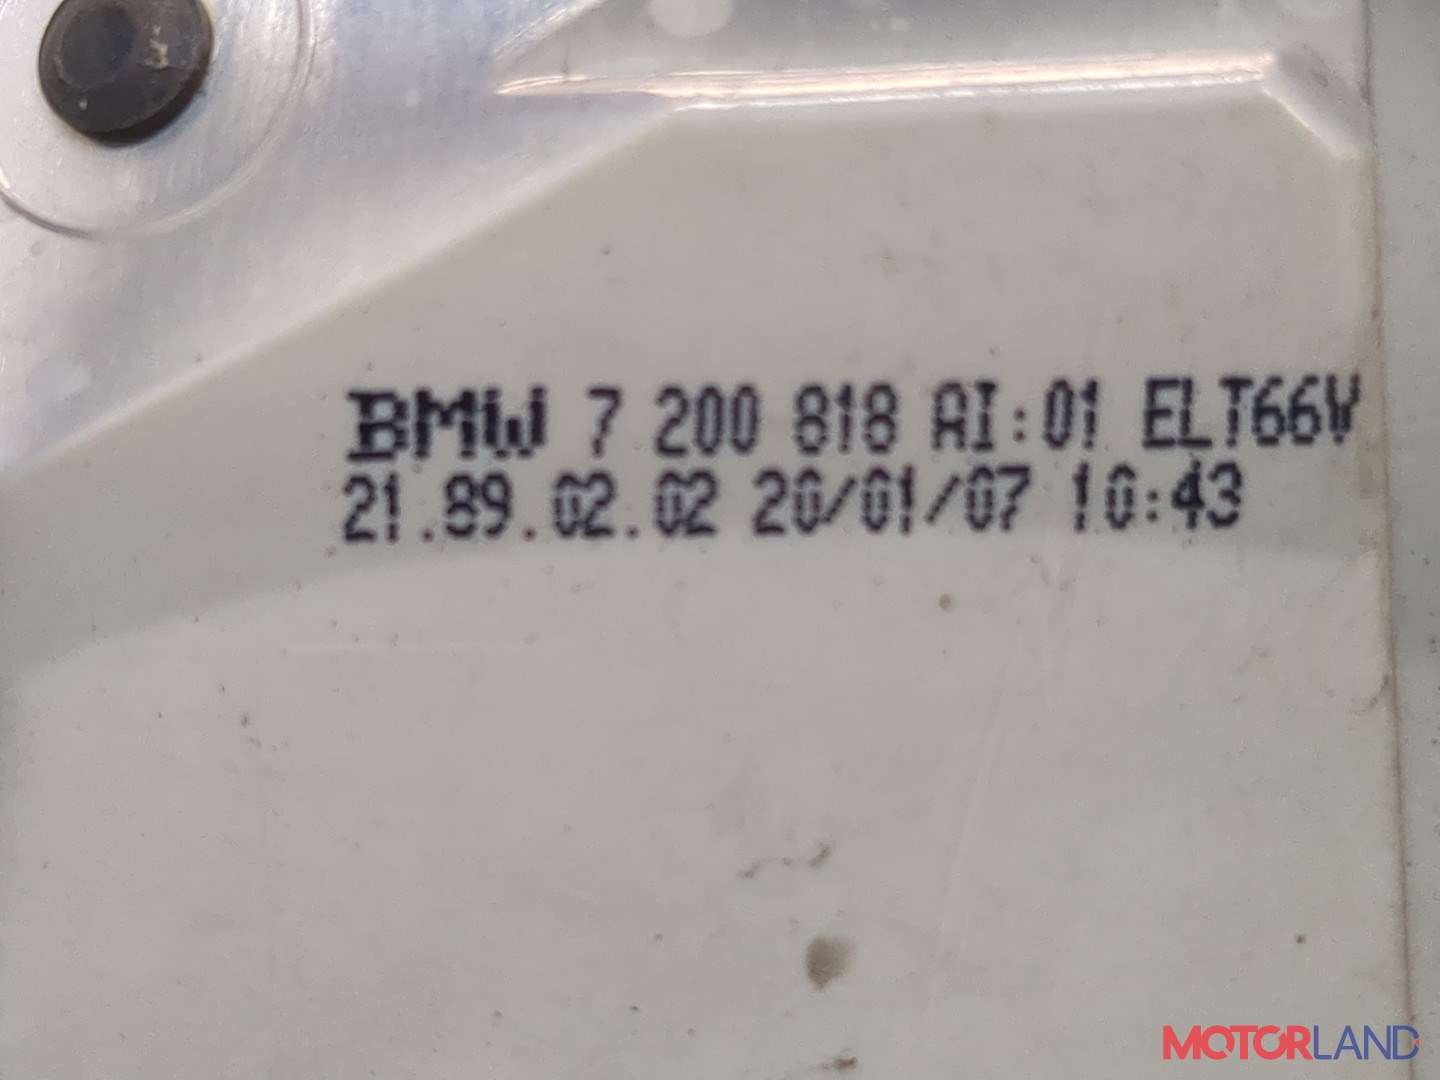 BMW 7 200 818 AI:01 ELT66V
21.89.02.02 20/01/07 10:43
MOTORLAND